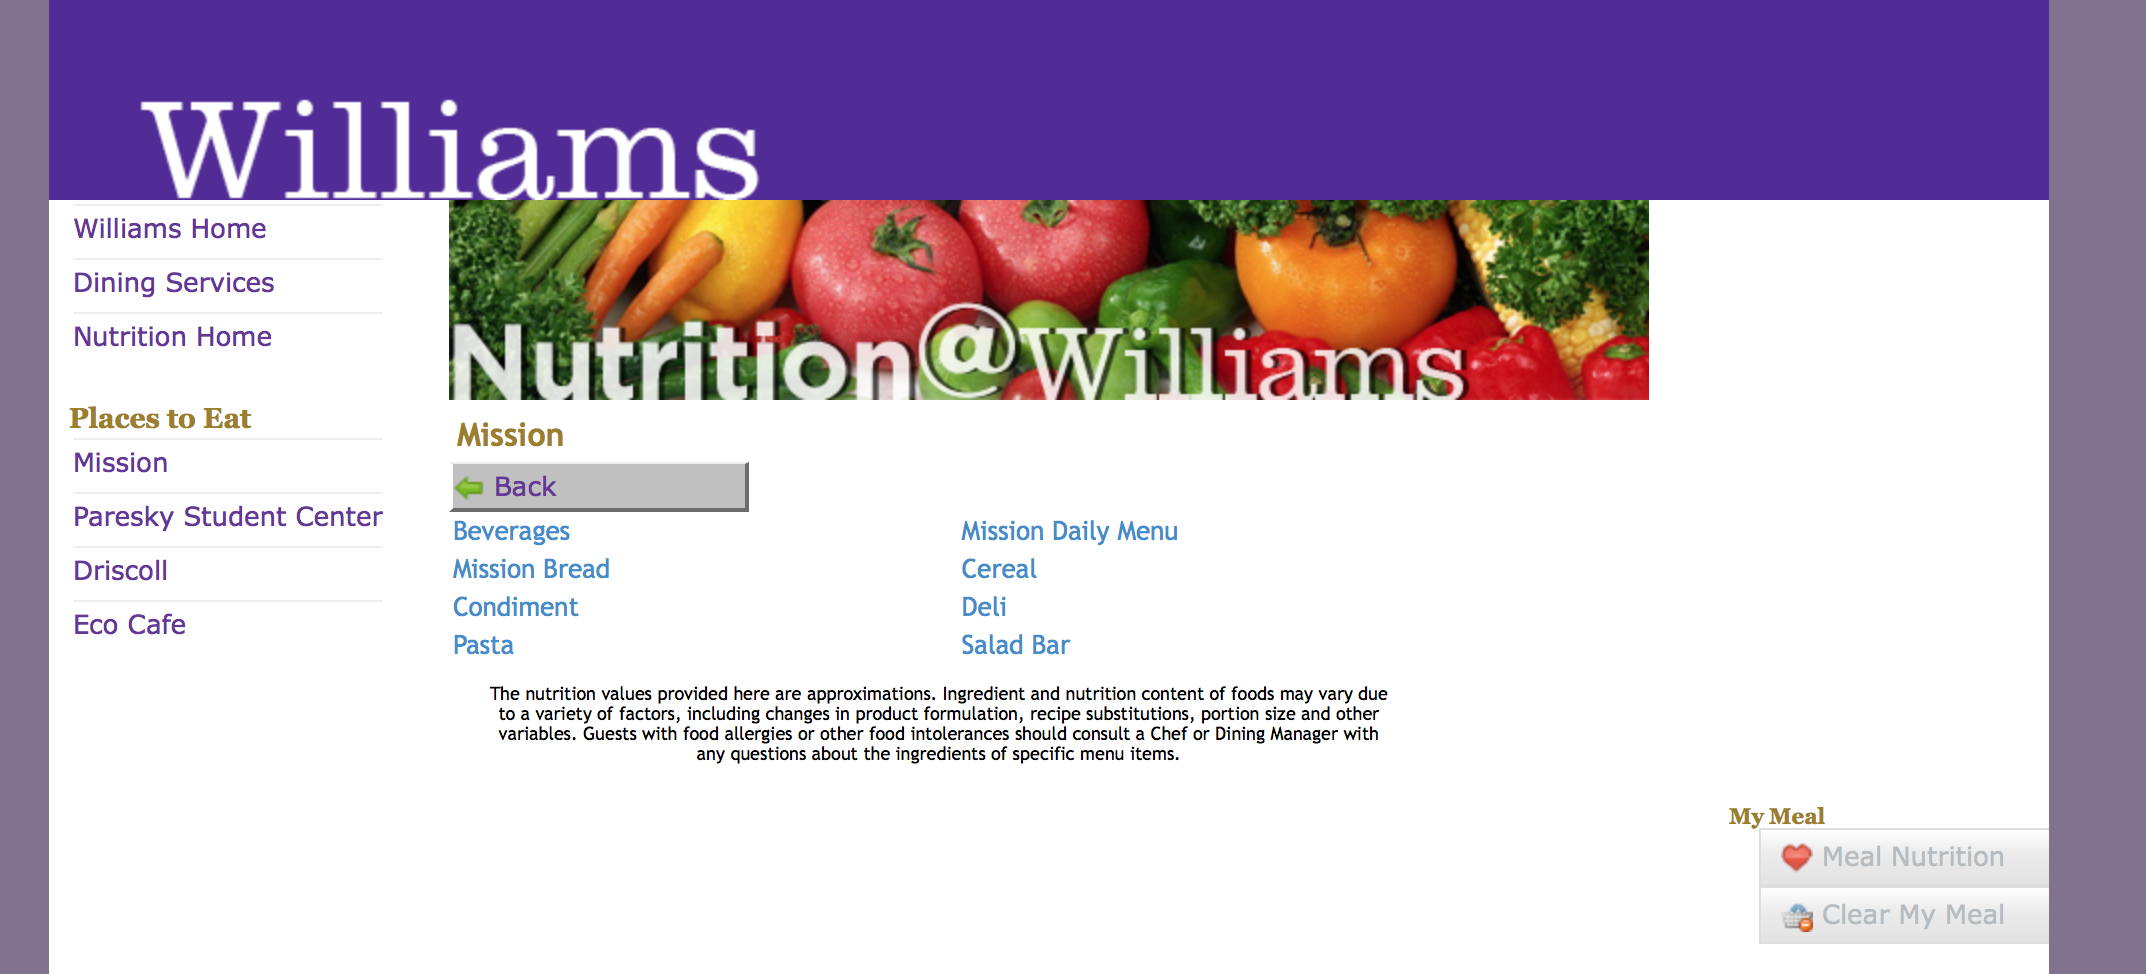 Williams
Williams Home
Dining Services
Nutrition Home
Places to Eat
Mission
Paresky Student Center
Driscoll
Eco Cafe
Nutrition@Williams
Mission
Back
Beverages
Mission Daily Menu
Mission Bread
Cereal
Condiment
Deli
Pasta
Salad Bar
The nutrition values provided here are approximations. Ingredient and nutrition content of foods may vary due
to a variety of factors, including changes in product formulation, recipe substitutions, portion size and other
variables. Guests with food allergies or other food intolerances should consult a Chef or Dining Manager with
any questions about the ingredients of specific menu items.
My Meal
Meal Nutrition
Clear My Meal